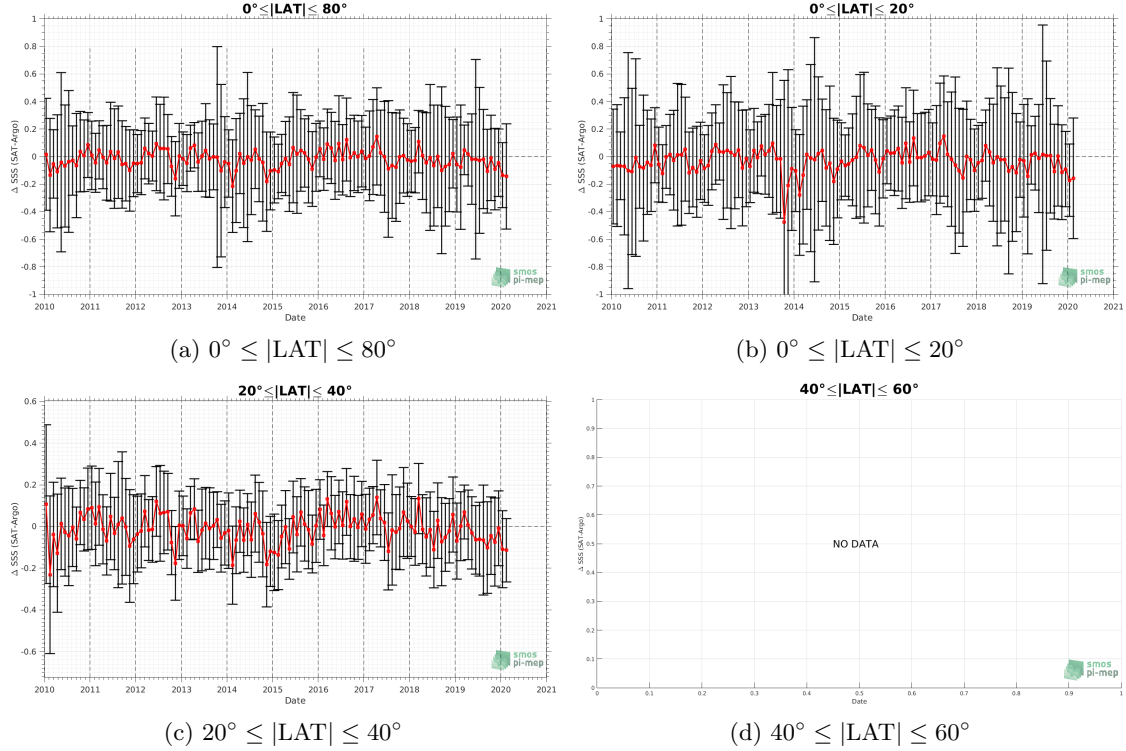 0°≤|LAT|≤ 80°
1
0.8
0.6
0.4
0.2
0
-0.2
-0.4
-0.6
-0.8
-1
Δ SSS (SAT-Argo)
2010 2011 2012 2013 2014 2015 2016 2017 2018 2019 2020 2021
Date
smos
pi-mep
(a) 0° ≤ |LAT| ≤ 80°
0°≤|LAT|≤ 20°
1
0.8
0.6
0.4
0.2
0
-0.2
-0.4
-0.6
-0.8
-1
Δ SSS (SAT-Argo)
2010 2011 2012 2013 2014 2015 2016 2017 2018 2019 2020 2021
Date
smos
pi-mep
(b) 0° ≤ |LAT| ≤ 20°
20°≤|LAT|≤ 40°
0.6
0.4
0.2
0
-0.2
-0.4
-0.6
Δ SSS (SAT-Argo)
2010 2011 2012 2013 2014 2015 2016 2017 2018 2019 2020 2021
Date
smos
pi-mep
(c) 20° ≤ |LAT| ≤ 40°
40°≤|LAT|≤ 60°
1
0.9
0.8
0.7
0.6
0.5
0.4
0.3
0.2
0.1
0
Δ SSS (SAT-Argo)
NO DATA
0 0.1 0.2 0.3 0.4 0.5 0.6 0.7 0.8 0.9 1
Date
smos
pi-mep
(d) 40° ≤ |LAT| ≤ 60°